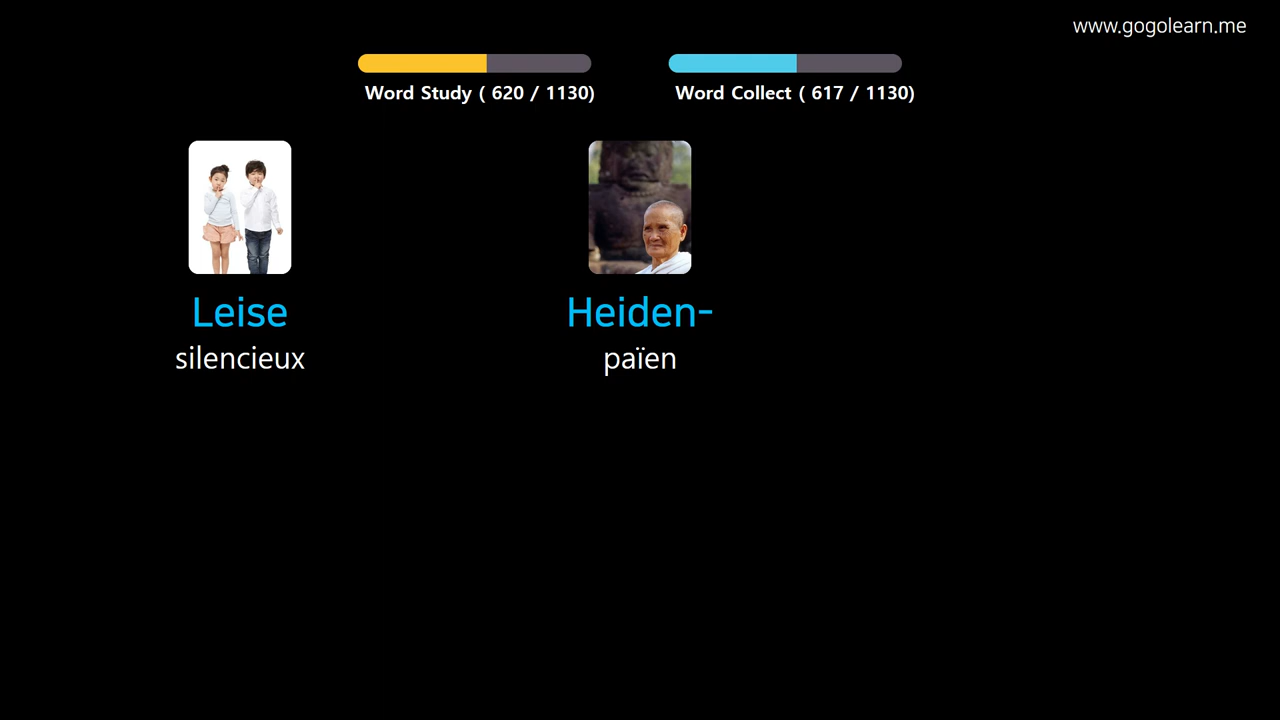 www.gogolearn.me
Word Study ( 620 / 1130)
Word Collect ( 617 / 1130)
Leise
silencieux
Heiden-
païen